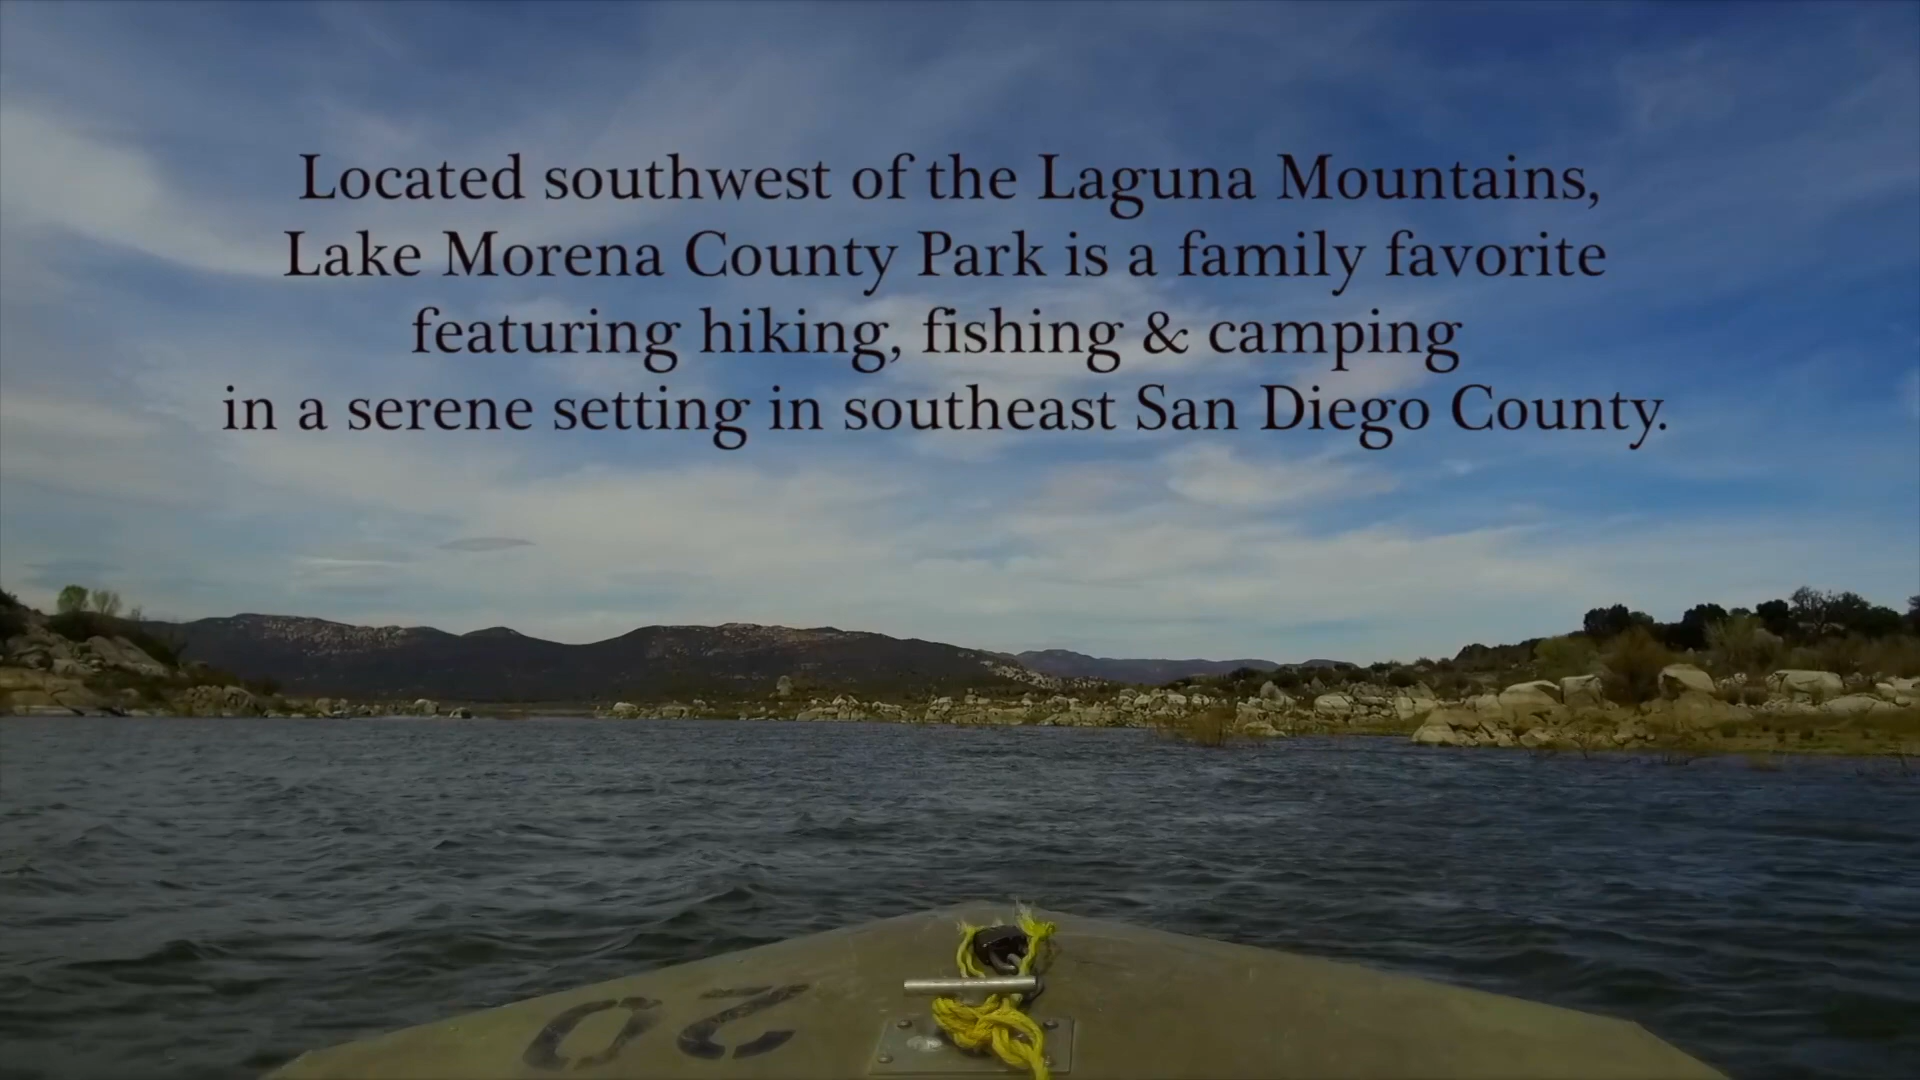 Located southwest of the Laguna Mountains,
Lake Morena County Park is a family favorite
featuring hiking, fishing & camping
in a serene setting in southeast San Diego County.
20